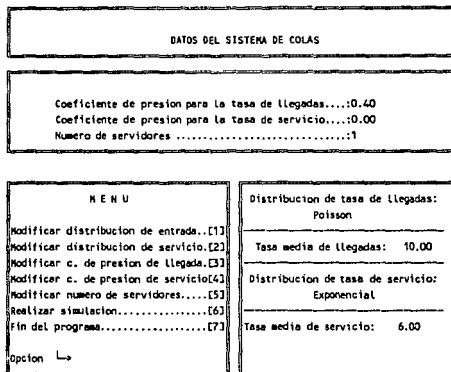 DATOS DEL SISTEMA DE COLAS
Coeficiente de presion para la tasa de llegadas....:0.40
Coeficiente de presion para la tasa de servicio....:0.00
Numero de servidores ............................:1
M E N U
Modificar distribucion de entrada..[1]
Modificar distribucion de servicio.[2]
Modificar c. de presion de llegada.[3]
Modificar c. de presion de servicio[4]
Modificar numero de servidores.....[5]
Realizar simulacion................[6]
Fin del programa...................[7]
Opcion └→
Distribucion de tasa de llegadas:
Poisson
Tasa media de llegadas: 10.00
Distribucion de tasa de servicio:
Exponencial
Tasa media de servicio: 6.00